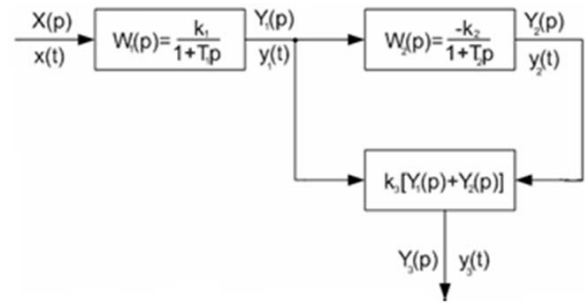 X(p)
x(t)
W₁(p)=k₁/1+T₁p
Y₁(p)
y₁(t)
W₂(p)=-k₂/1+T₂p
Y₂(p)
y₂(t)
k₃[Y₁(p)+Y₂(p)]
Y₃(p) y₃(t)